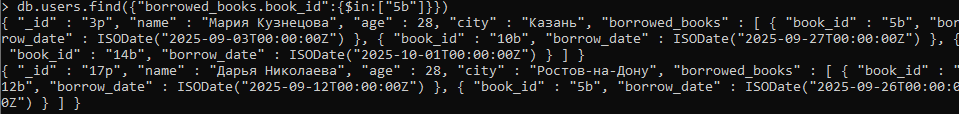 > db.users.find({"borrowed_books.book_id":{$in:["5b"]}})
{ "_id" : "3p", "name" : "Мария Кузнецова", "age" : 28, "city" : "Казань", "borrowed_books" : [ { "book_id" : "5b", "bor
row_date" : ISODate("2025-09-03T00:00:00Z") }, { "book_id" : "10b", "borrow_date" : ISODate("2025-09-27T00:00:00Z") }, {
 "book_id" : "14b", "borrow_date" : ISODate("2025-10-01T00:00:00Z") } ] }
{ "_id" : "17p", "name" : "Дарья Николаева", "age" : 28, "city" : "Ростов-на-Дону", "borrowed_books" : [ { "book_id" : "
12b", "borrow_date" : ISODate("2025-09-12T00:00:00Z") }, { "book_id" : "5b", "borrow_date" : ISODate("2025-09-26T00:00:0
0Z") } ] }